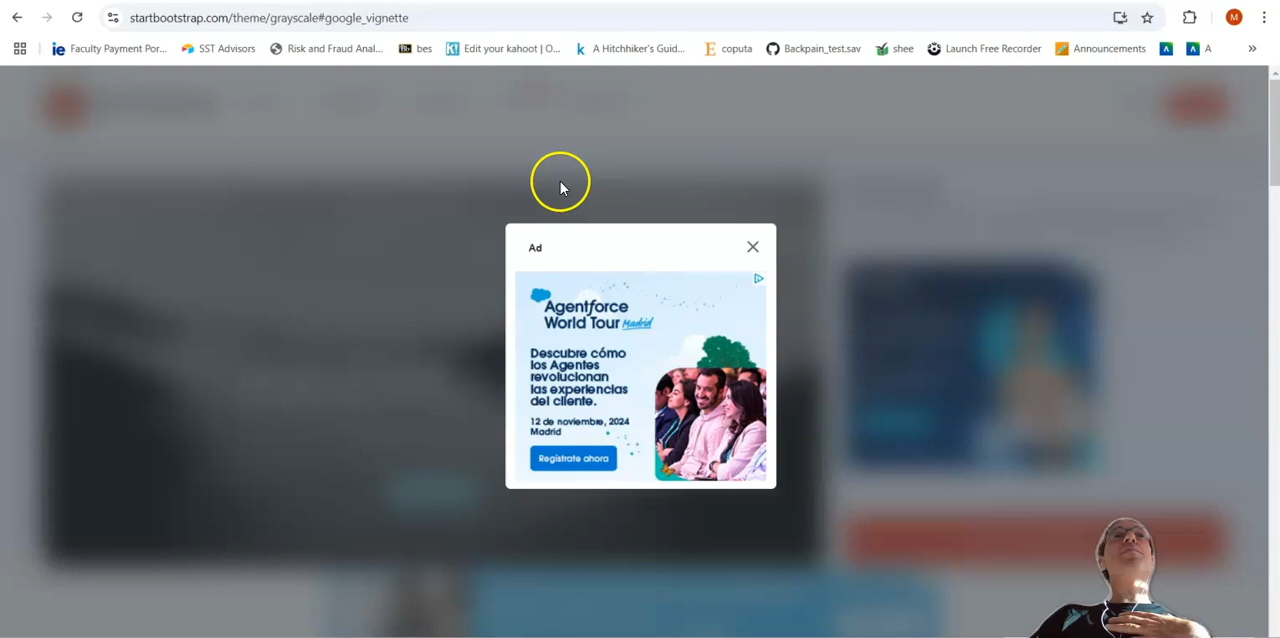 startbootstrap.com/theme/grayscale#google_vignette
M
ie Faculty Payment Por... SST Advisors Risk and Fraud Anal... bes Edit your kahoot | O... A Hitchhiker's Guid... coputa Backpain_test.sav shee Launch Free Recorder Announcements A
Ad
Agentforce
World Tour Madrid
Descubre cómo
los Agentes
revolucionan
las experiencias
del cliente.
12 de noviembre, 2024
Madrid
Regístrate ahora